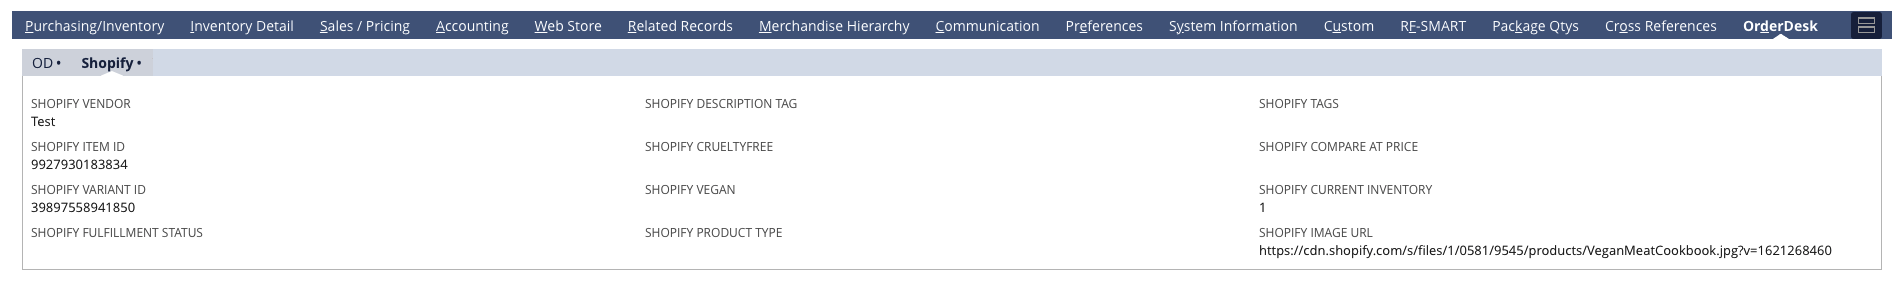 Purchasing/Inventory Inventory Detail Sales / Pricing Accounting Web Store Related Records Merchandise Hierarchy Communication Preferences System Information Custom RF-SMART Package Qtys Cross References OrderDesk
OD • Shopify •
SHOPIFY VENDOR SHOPIFY DESCRIPTION TAG SHOPIFY TAGS
Test
SHOPIFY ITEM ID SHOPIFY CRUELTYFREE SHOPIFY COMPARE AT PRICE
9927930183834
SHOPIFY VARIANT ID SHOPIFY VEGAN SHOPIFY CURRENT INVENTORY
39897558941850 1
SHOPIFY FULFILLMENT STATUS SHOPIFY PRODUCT TYPE SHOPIFY IMAGE URL
https://cdn.shopify.com/s/files/1/0581/9545/products/VeganMeatCookbook.jpg?v=1621268460